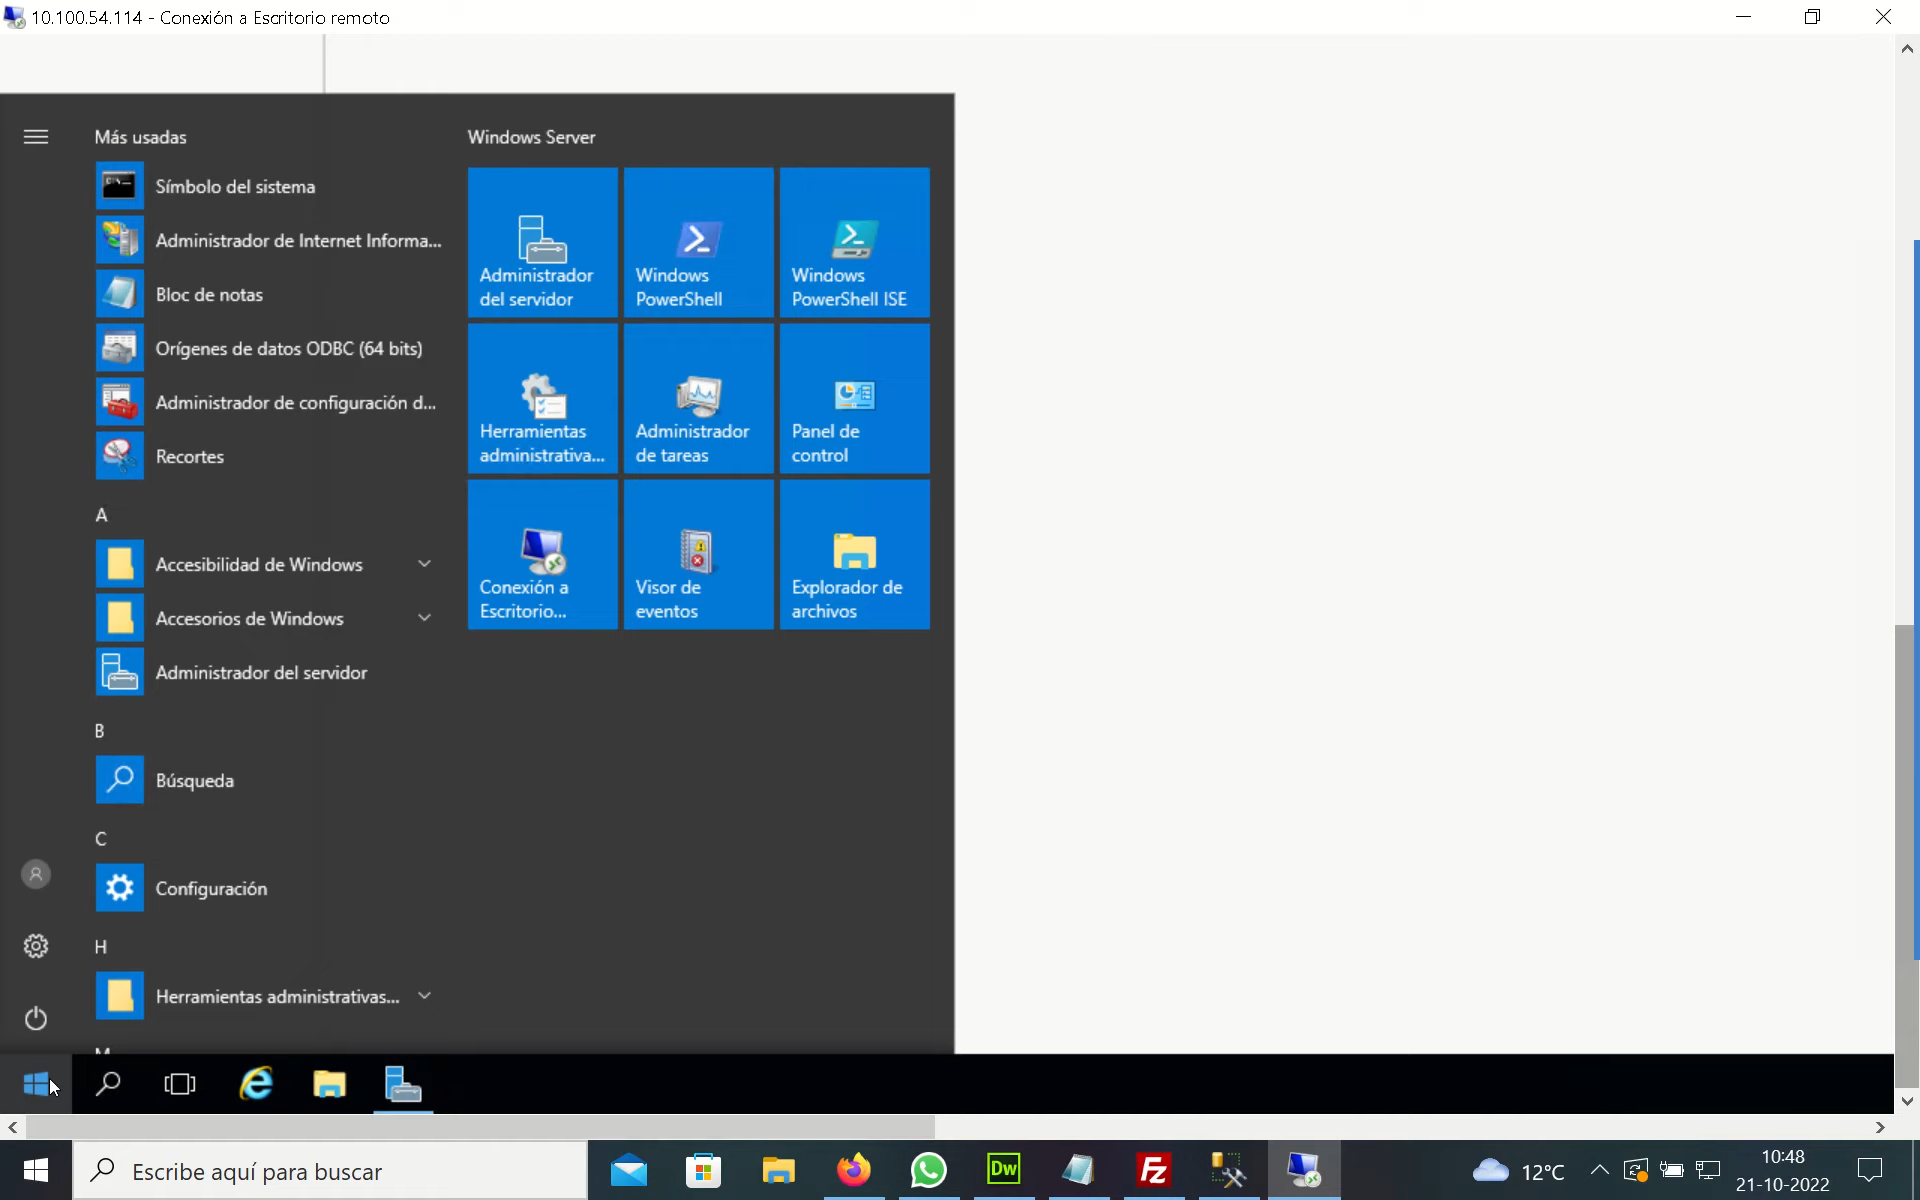 10.100.54.114 - Conexión a Escritorio remoto
Más usadas
Símbolo del sistema
Administrador de Internet Informa...
Bloc de notas
Orígenes de datos ODBC (64 bits)
Administrador de configuración d...
Recortes
A
Accesibilidad de Windows
Accesorios de Windows
Administrador del servidor
B
Búsqueda
C
Configuración
H
Herramientas administrativas...
M
Windows Server
Administrador
del servidor
Windows
PowerShell
Windows
PowerShell ISE
Herramientas
administrativa...
Administrador
de tareas
Panel de
control
Conexión a
Escritorio...
Visor de
eventos
Explorador de
archivos
Escribe aquí para buscar
Dw
Fz
12°C
10:48
21-10-2022